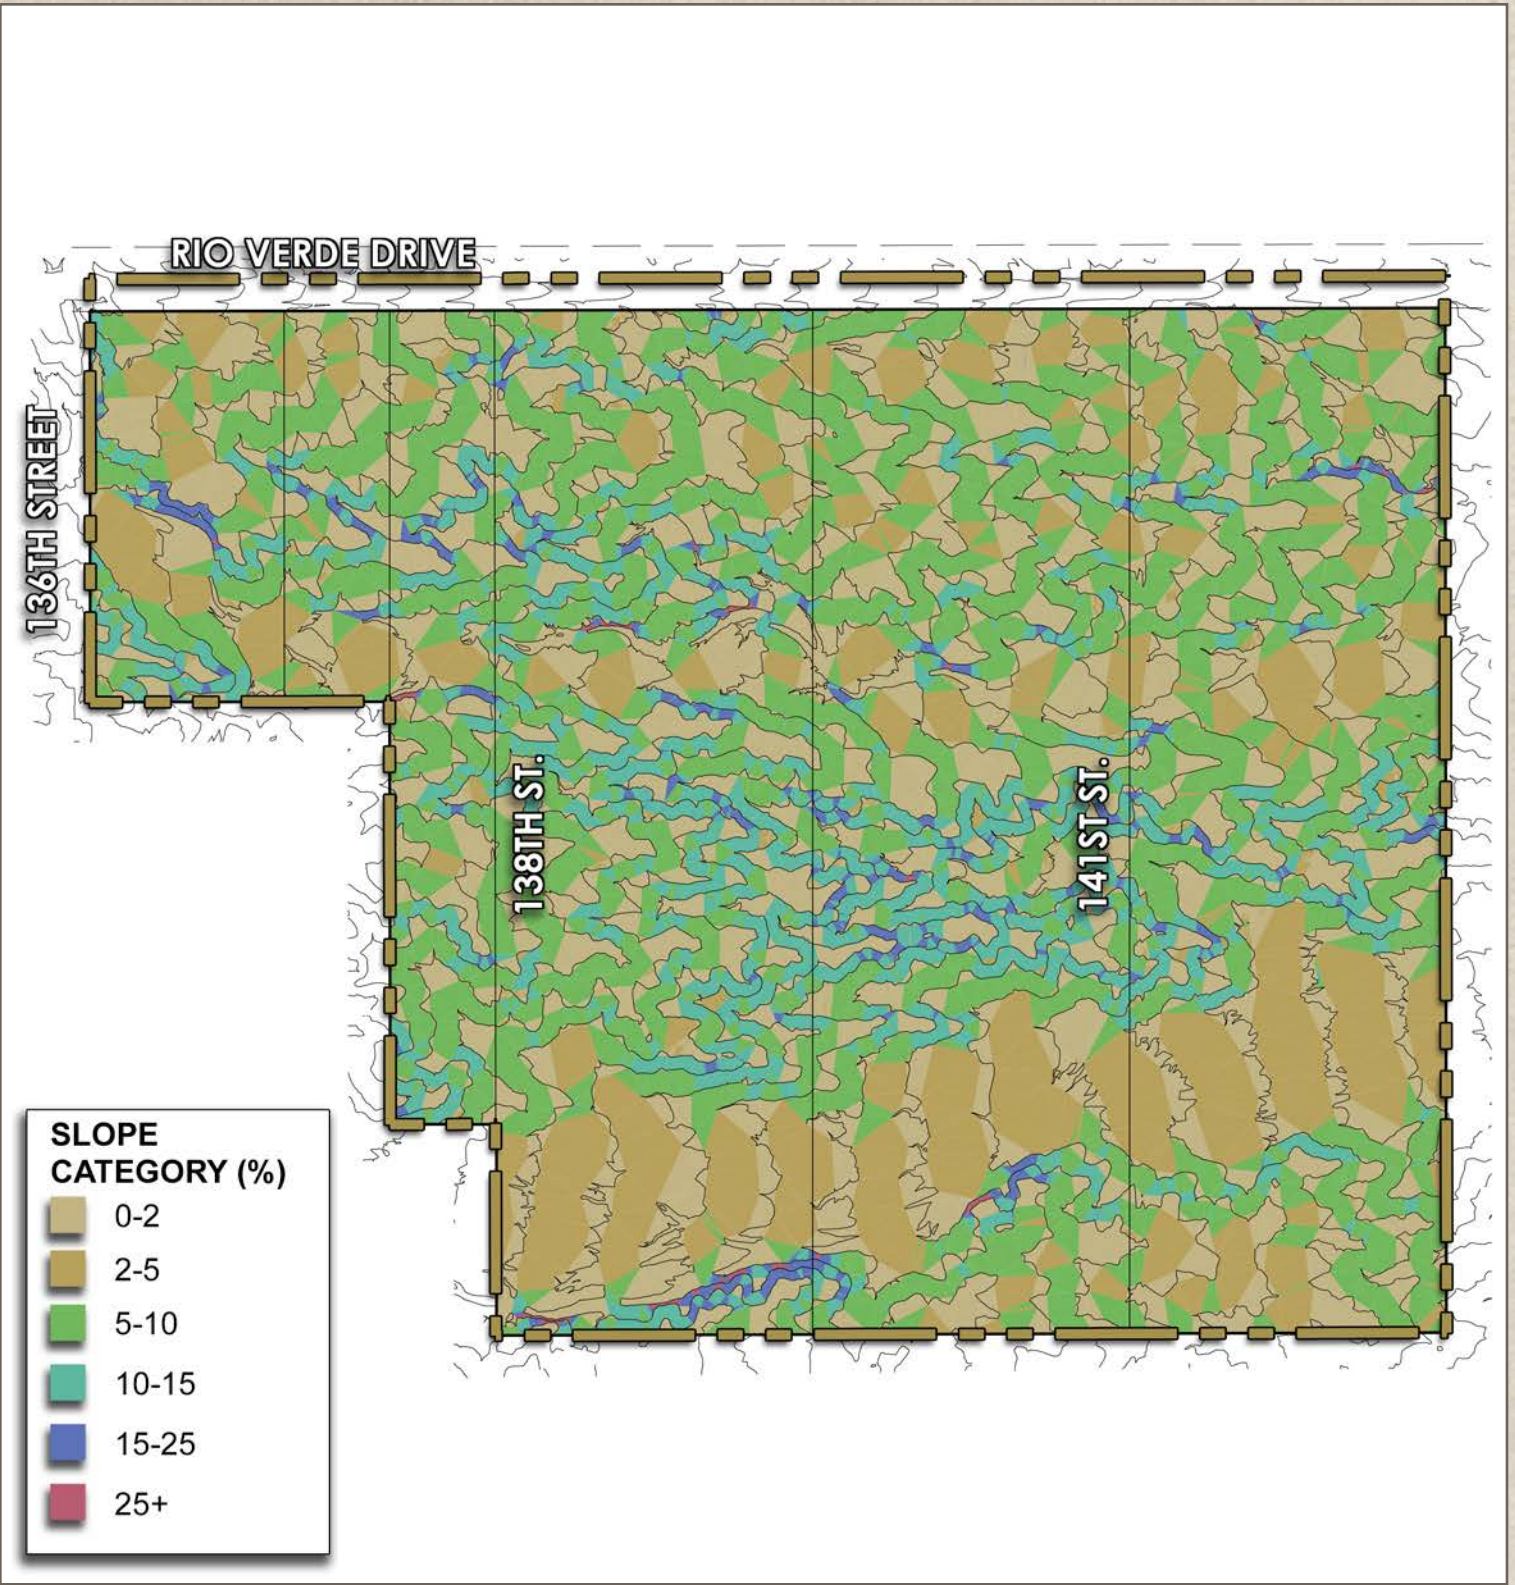 RIO VERDE DRIVE
136TH STREET
138TH ST.
141ST ST.
SLOPE
CATEGORY (%)
0-2
2-5
5-10
10-15
15-25
25+